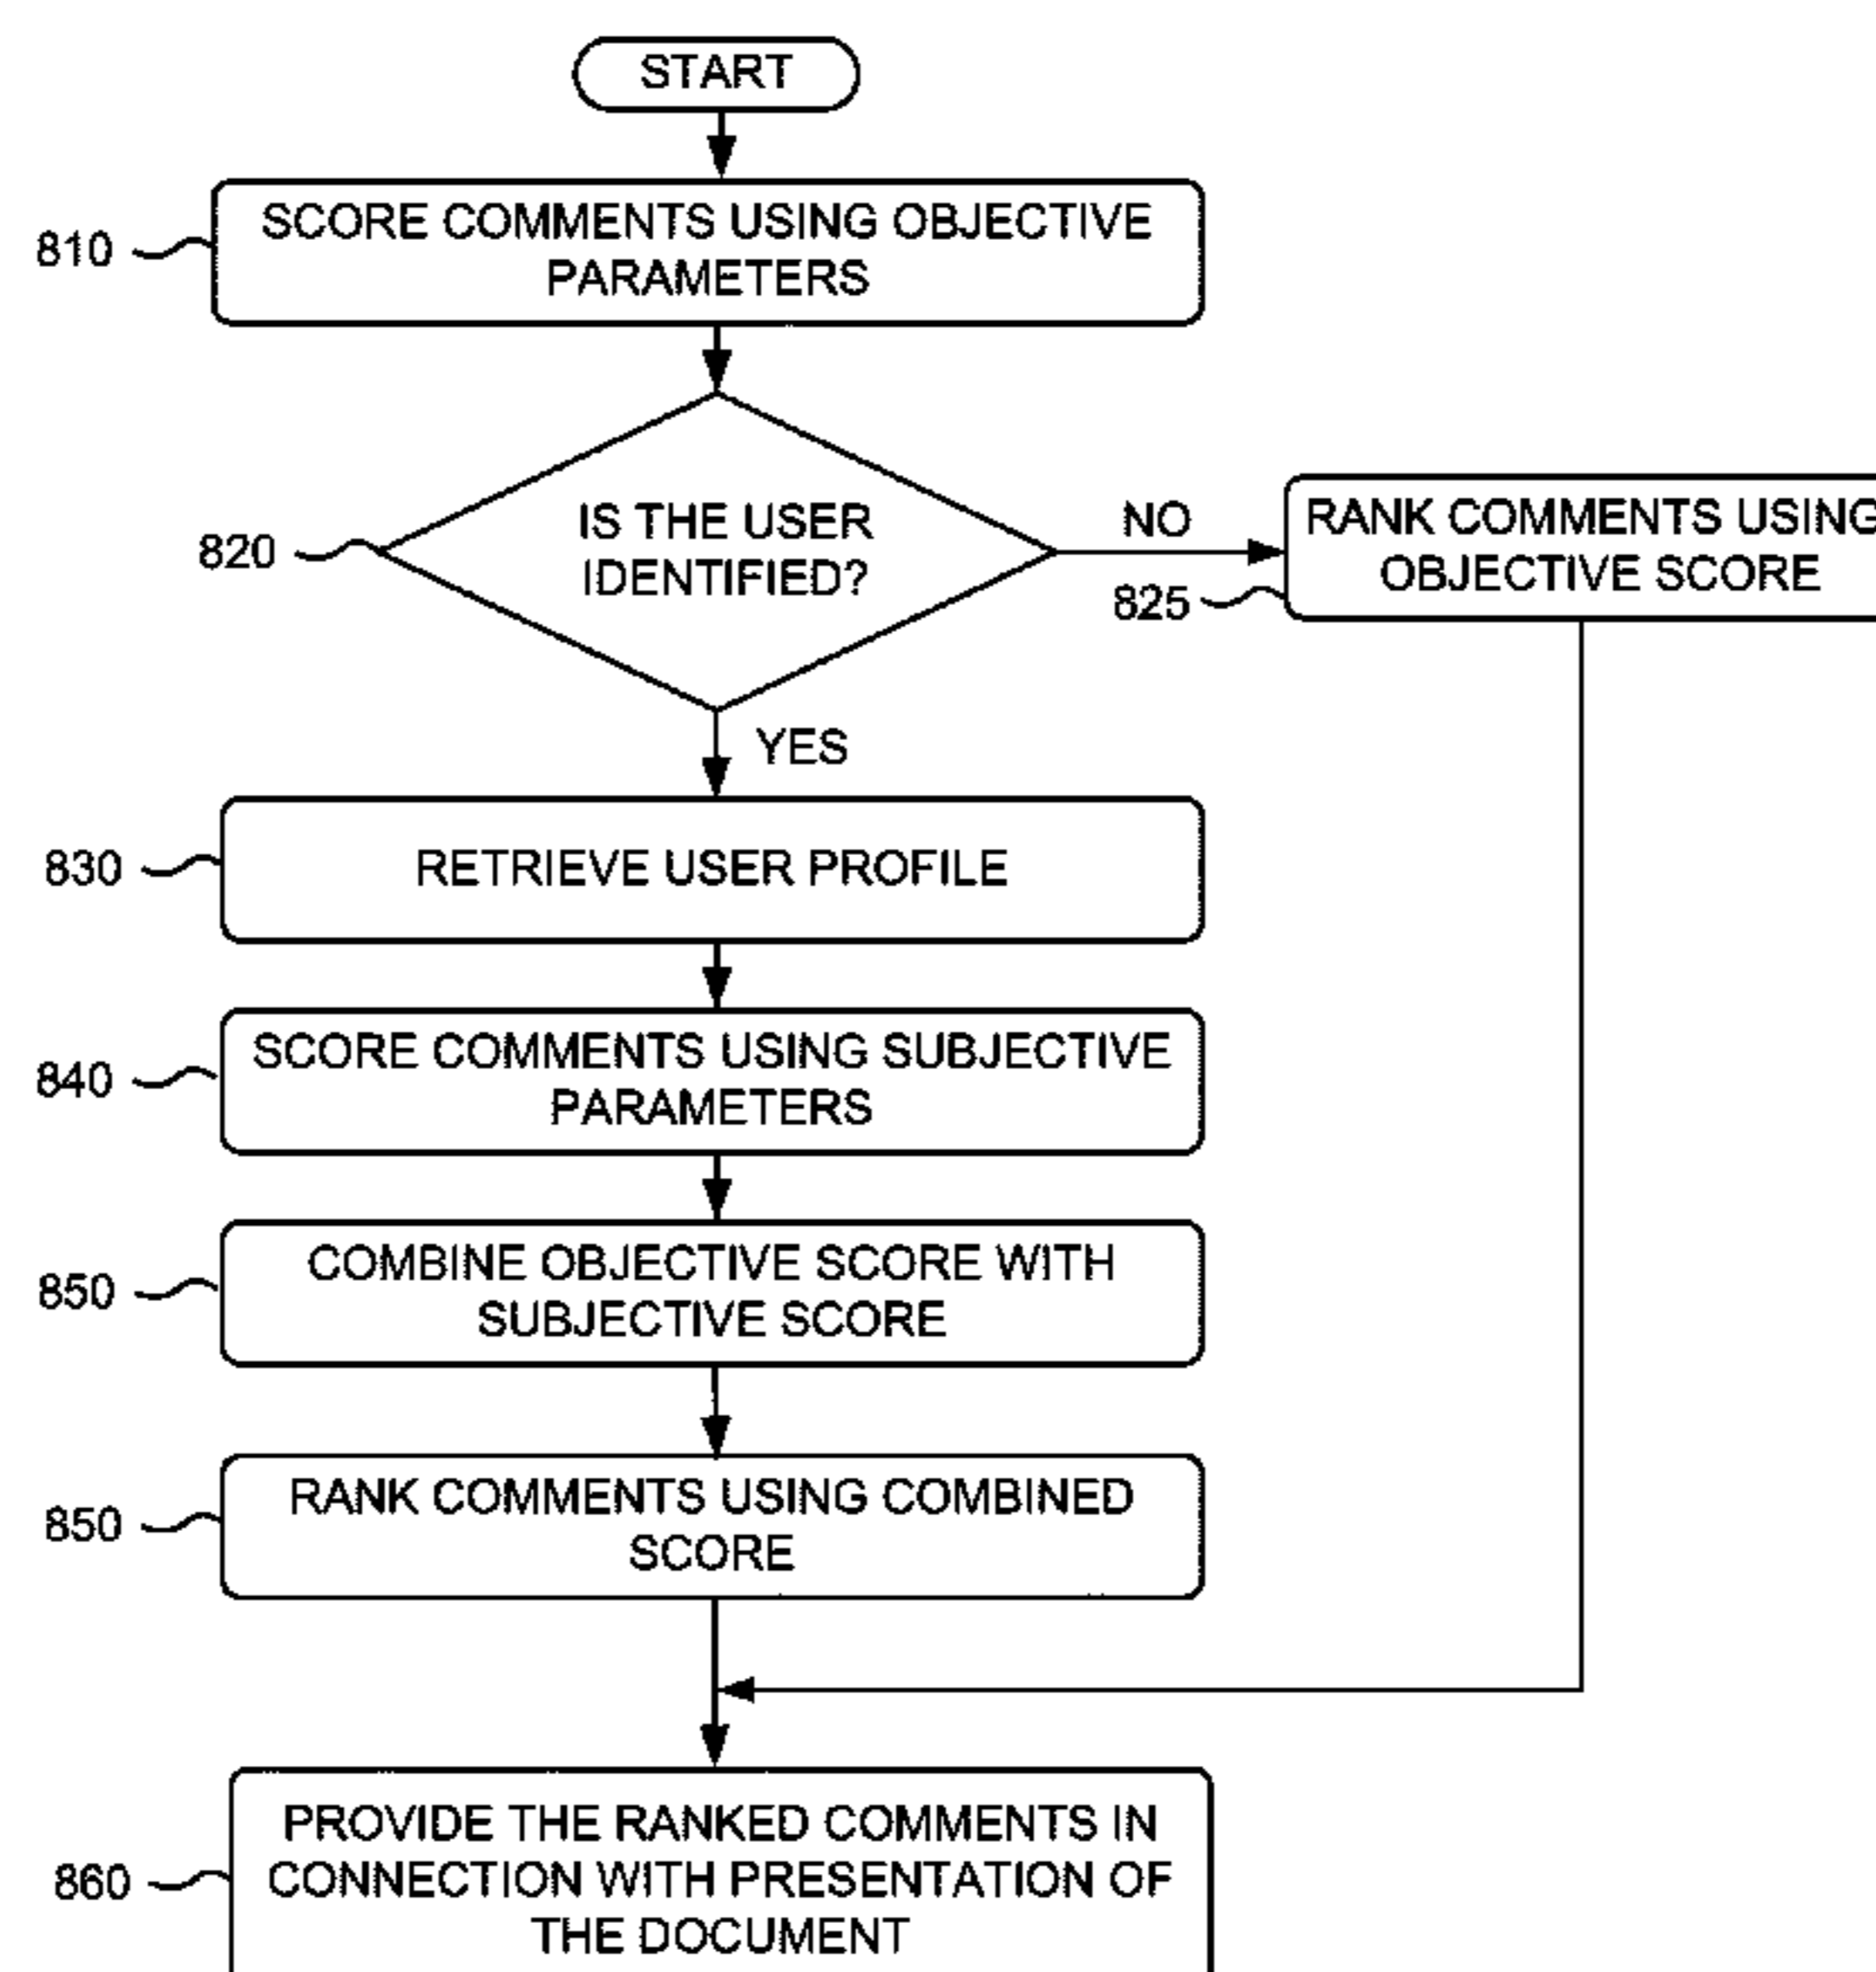 START
810
SCORE COMMENTS USING OBJECTIVE
PARAMETERS
820
IS THE USER
IDENTIFIED?
NO
825
RANK COMMENTS USING
OBJECTIVE SCORE
YES
830
RETRIEVE USER PROFILE
840
SCORE COMMENTS USING SUBJECTIVE
PARAMETERS
850
COMBINE OBJECTIVE SCORE WITH
SUBJECTIVE SCORE
850
RANK COMMENTS USING COMBINED
SCORE
860
PROVIDE THE RANKED COMMENTS IN
CONNECTION WITH PRESENTATION OF
THE DOCUMENT